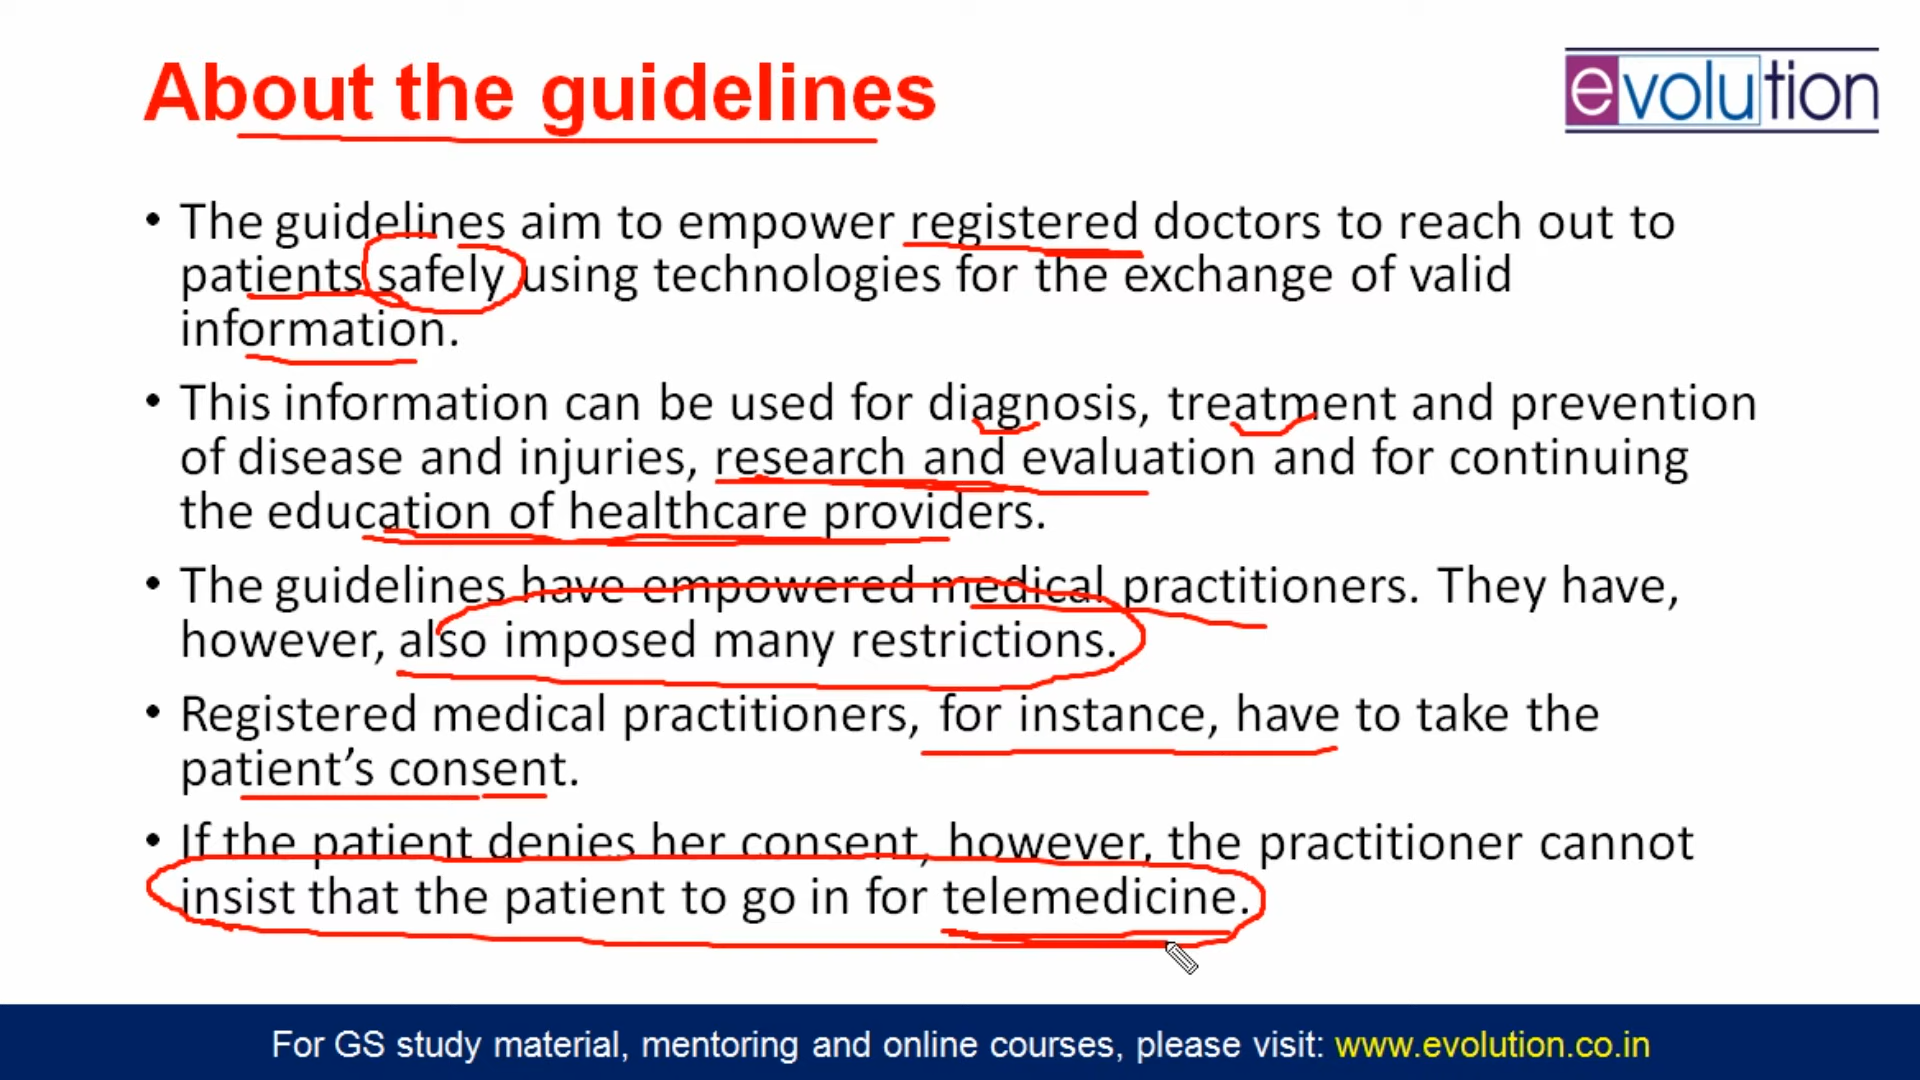 About the guidelines
evolution
• The guidelines aim to empower registered doctors to reach out to
patients safely using technologies for the exchange of valid
information.
• This information can be used for diagnosis, treatment and prevention
of disease and injuries, research and evaluation and for continuing
the education of healthcare providers.
• The guidelines have empowered medical practitioners. They have,
however, also imposed many restrictions.
• Registered medical practitioners, for instance, have to take the
patient’s consent.
• If the patient denies her consent, however, the practitioner cannot
insist that the patient to go in for telemedicine.
For GS study material, mentoring and online courses, please visit: www.evolution.co.in